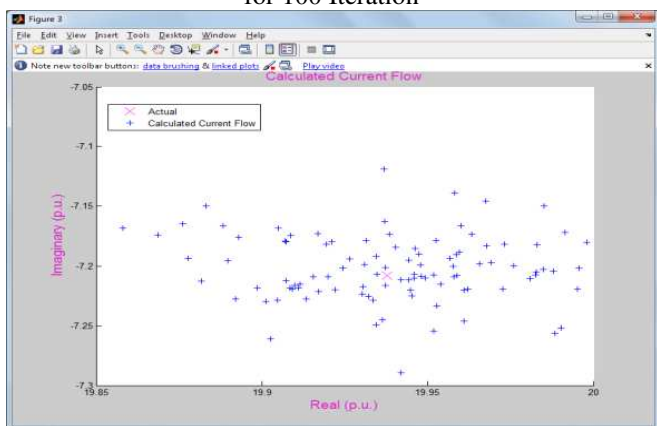 for 100 Iteration
Figure 3
File Edit View Insert Tools Desktop Window Help
Note new toolbar buttons: data brushing & linked plots Play video
Calculated Current Flow
-7.05
Actual
Calculated Current Flow
-7.1
-7.15
Imaginary (p.u.)
-7.2
-7.25
-7.3
19.85 19.9 19.95 20
Real (p.u.)